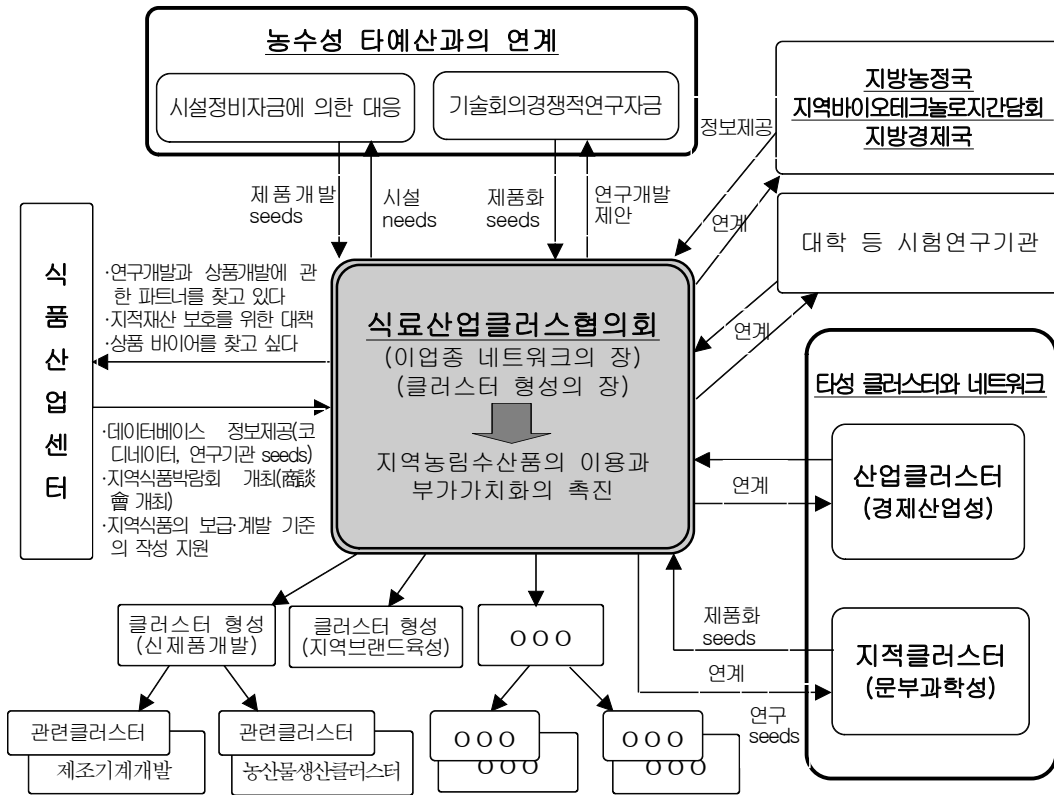 농수성 타예산과의 연계
시설정비자금에 의한 대응
기술회의경쟁적연구자금
지방농정국
지역바이오테크놀로지간담회
지방경제국
정보제공
제품개발
seeds
시설
needs
제품화
seeds
연구개발
제안
연계
대학 등 시험연구기관
연계
식
품
산
업
센
터
·연구개발과 상품개발에 관
한 파트너를 찾고 있다
·지적재산 보호를 위한 대책
·상품 바이어를 찾고 싶다
·데이터베이스 정보제공(코
디네이터, 연구기관 seeds)
·지역식품박람회 개최(商談
會 개최)
·지역식품의 보급·계발 기준
의 작성 지원
식료산업클러스협의회
(이업종 네트워크의 장)
(클러스터 형성의 장)
지역농림수산품의 이용과
부가가치화의 촉진
타성 클러스터와 네트워크
산업클러스터
(경제산업성)
연계
제품화
seeds
지적클러스터
(문부과학성)
연계
연구
seeds
클러스터 형성
(신제품개발)
클러스터 형성
(지역브랜드육성)
O O O
관련클러스터
제조기계개발
관련클러스터
농산물생산클러스터
O O O
O O O
O O O
O O O